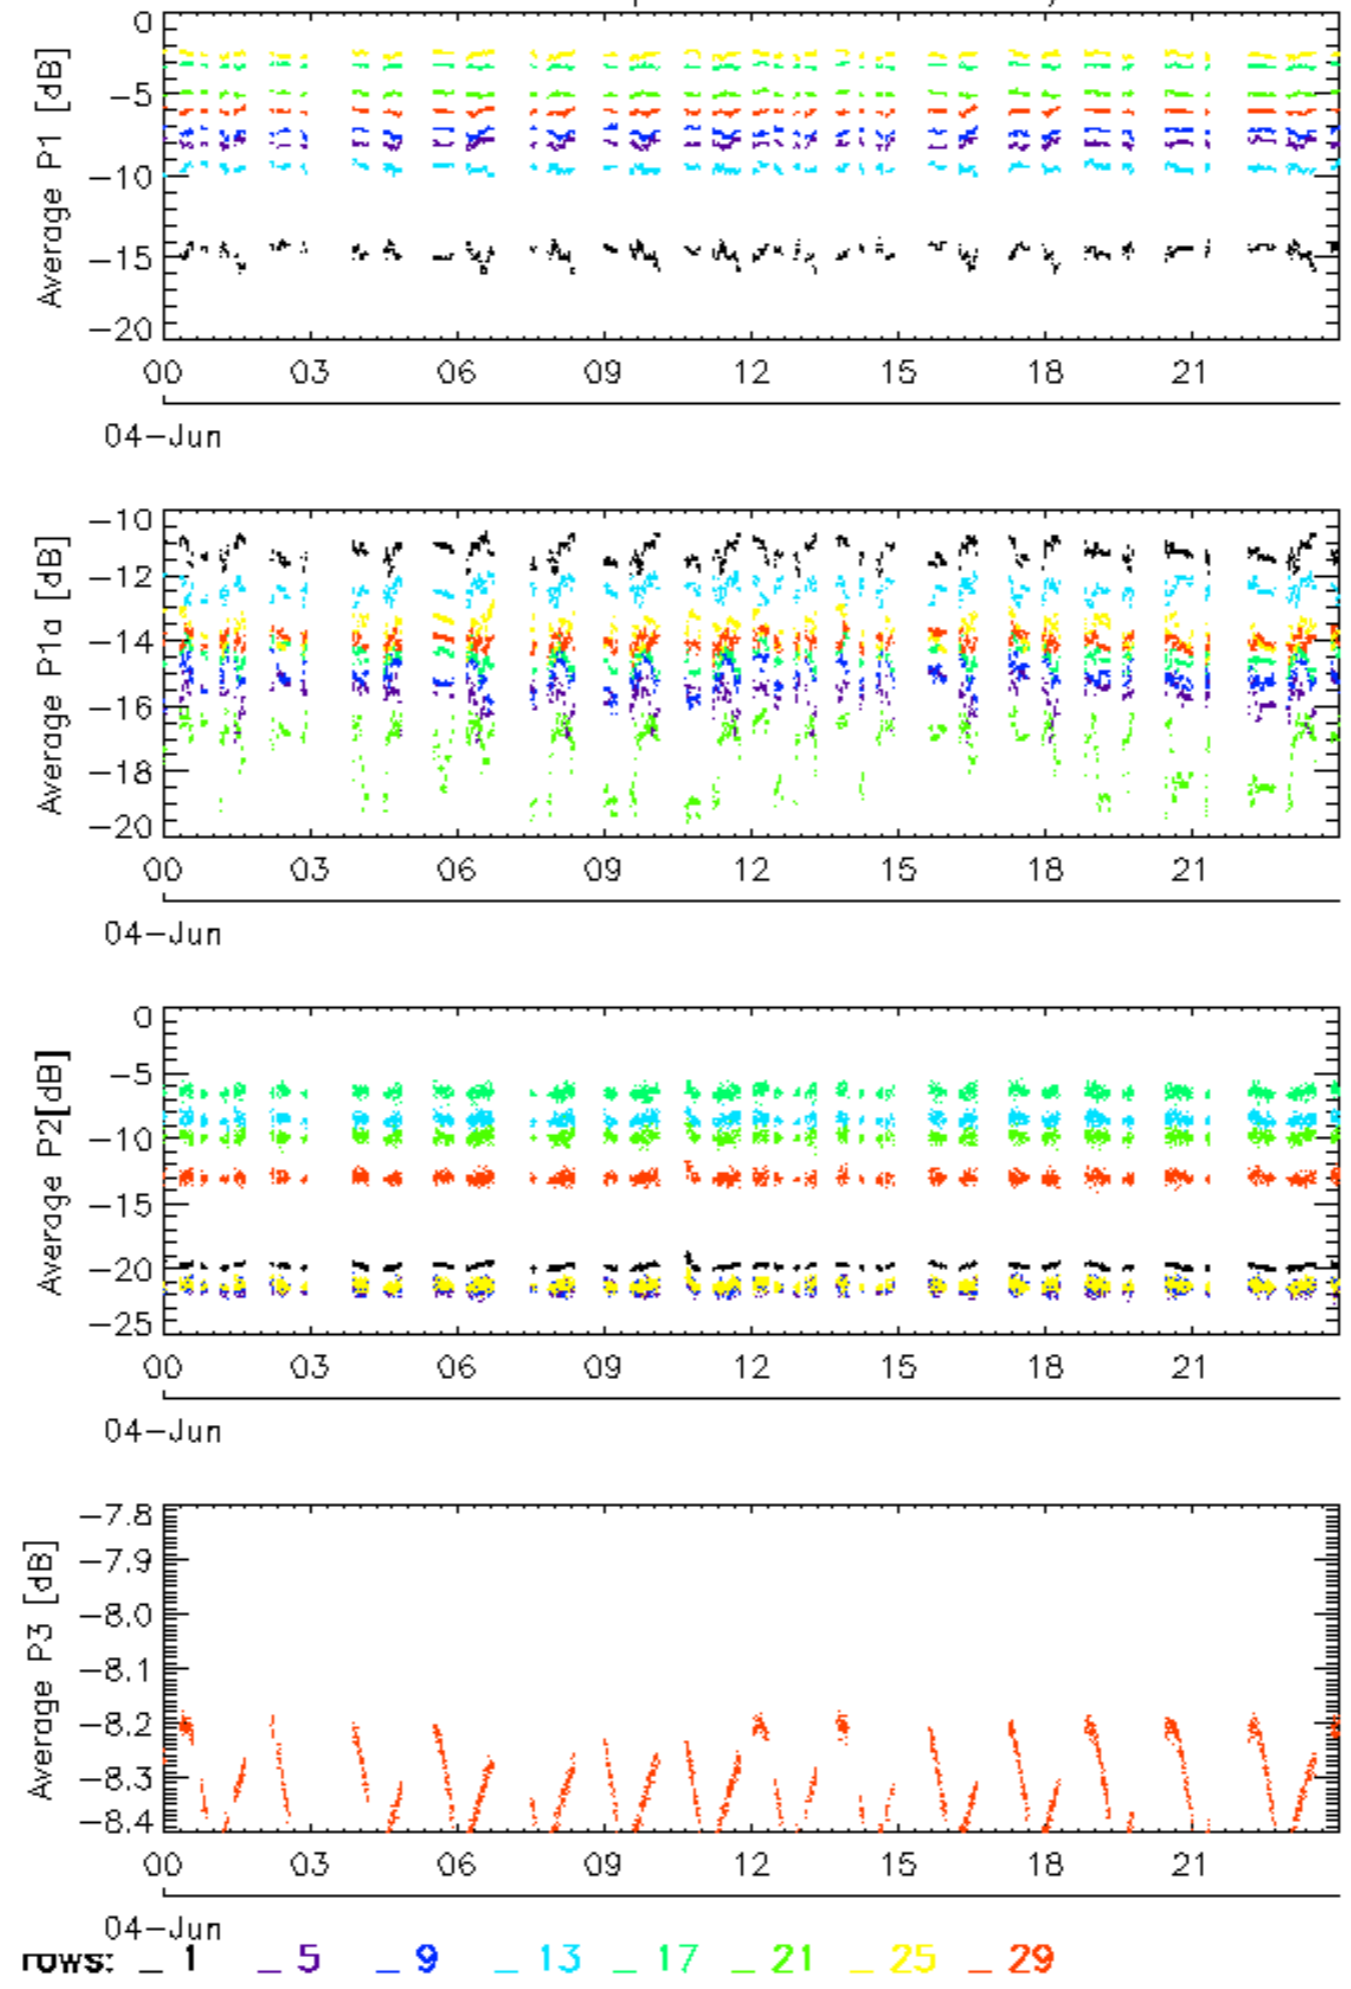 0
−5
−10
−15
−20
Average P1 [dB]
00 03 06 09 12 15 18 21
04−Jun
−10
−12
−14
−16
−18
−20
Average P1a [dB]
00 03 06 09 12 15 18 21
04−Jun
0
−5
−10
−15
−20
−25
Average P2[dB]
00 03 06 09 12 15 18 21
04−Jun
−7.8
−7.9
−8.0
−8.1
−8.2
−8.3
−8.4
Average P3 [dB]
00 03 06 09 12 15 18 21
04−Jun
rows: _ 1 _ 5 _ 9 _ 13 _ 17 _ 21 _ 25 _ 29